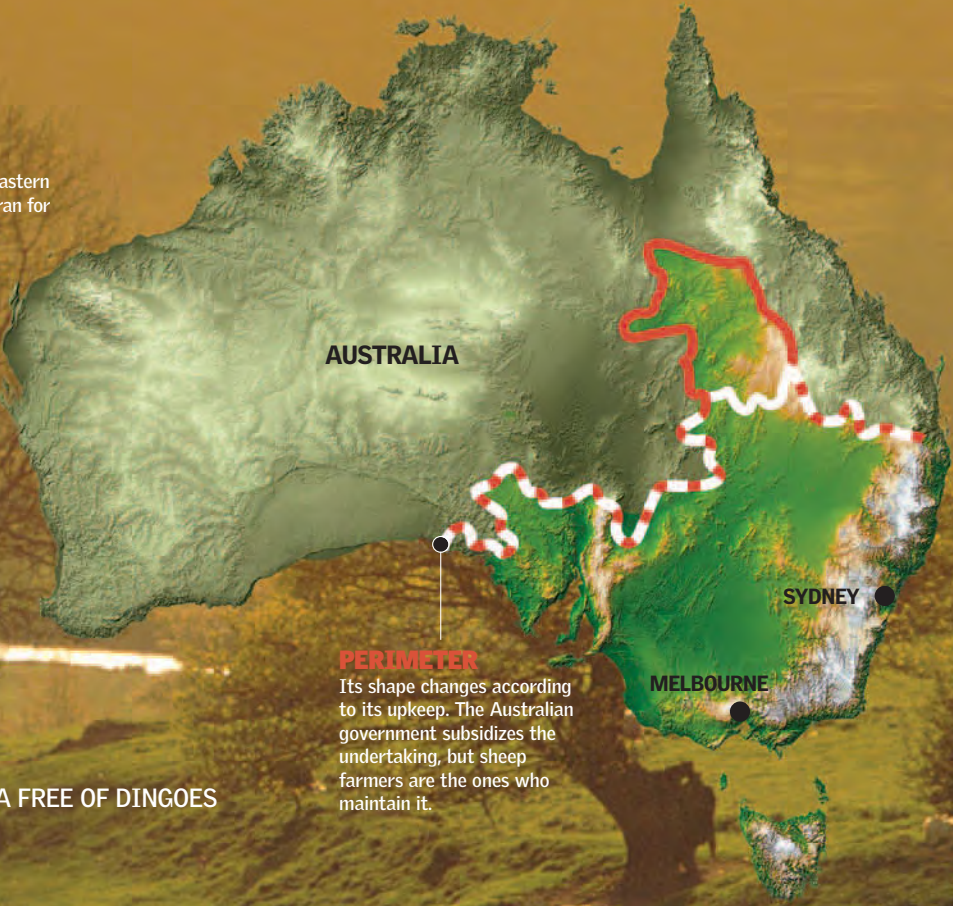 astern
ran for
AUSTRALIA
SYDNEY
MELBOURNE
PERIMETER
Its shape changes according
to its upkeep. The Australian
government subsidizes the
undertaking, but sheep
farmers are the ones who
maintain it.
A FREE OF DINGOES